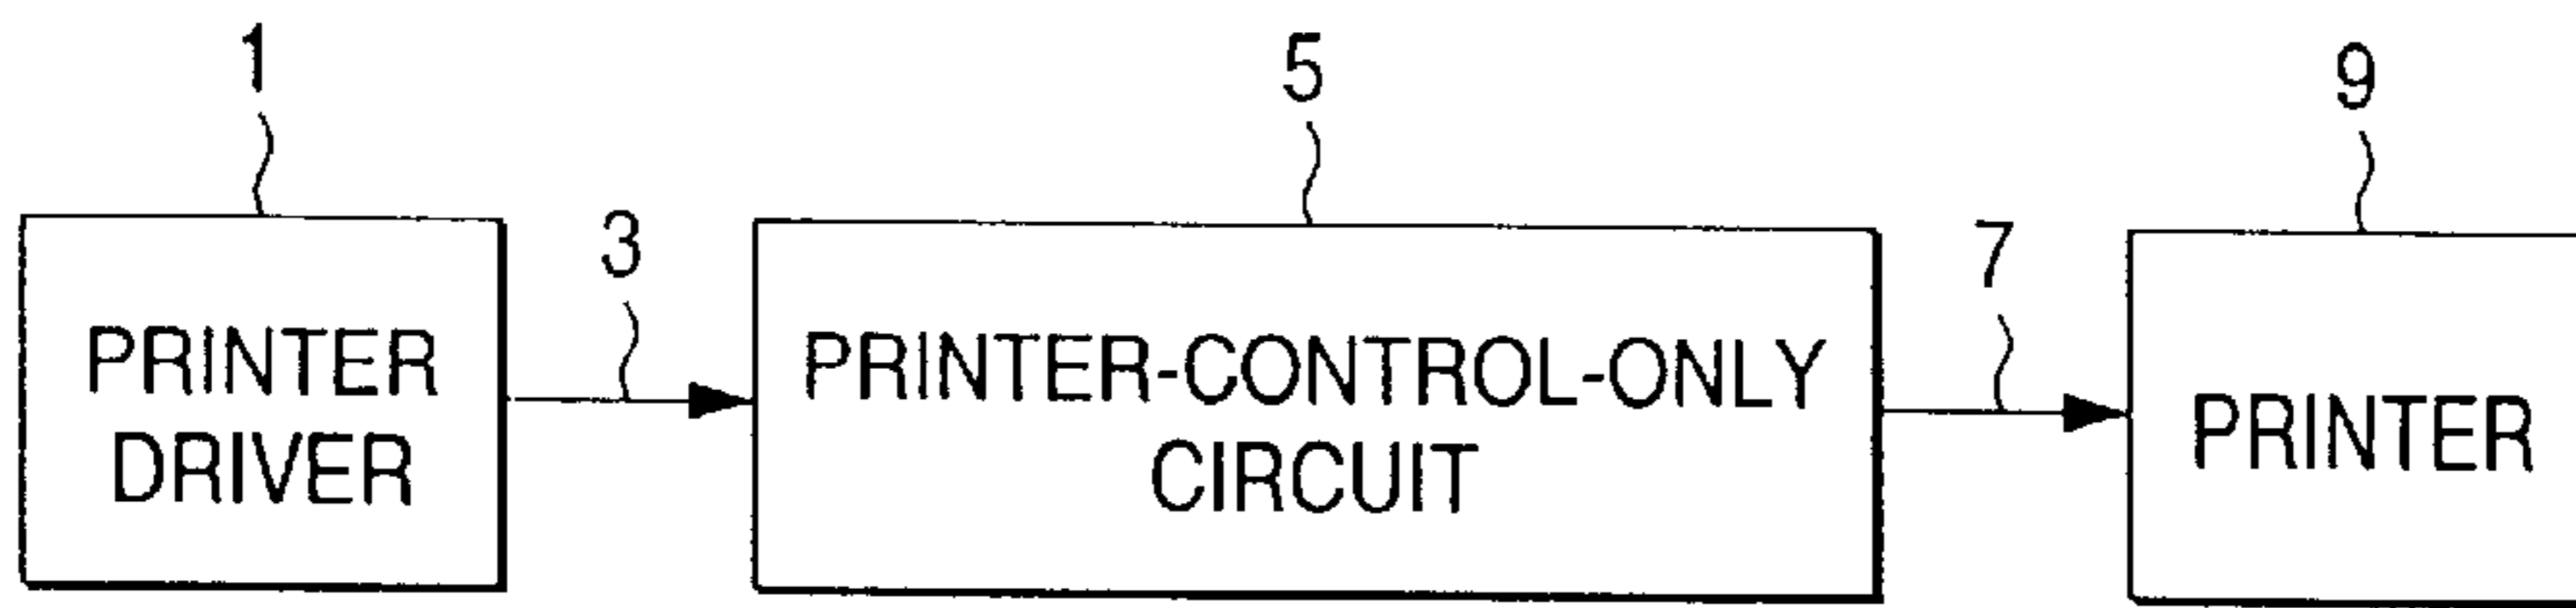 1
5
9
3
7
PRINTER
DRIVER
PRINTER-CONTROL-ONLY
CIRCUIT
PRINTER